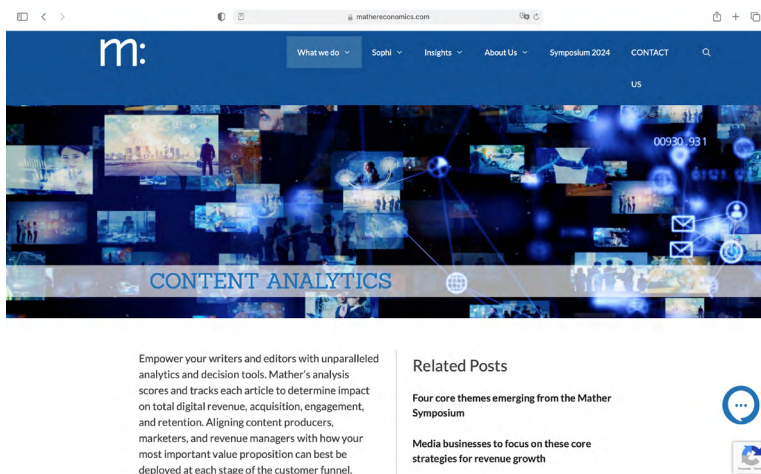 mathereconomics.com
m:
What we do
Sophi
Insights
About Us
Symposium 2024
CONTACT
US
00930 931
CONTENT ANALYTICS
Empower your writers and editors with unparalleled
analytics and decision tools. Mather's analysis
scores and tracks each article to determine impact
on total digital revenue, acquisition, engagement,
and retention. Aligning content producers,
marketers, and revenue managers with how your
most important value proposition can best be
deployed at each stage of the customer funnel.
Related Posts
Four core themes emerging from the Mather
Symposium
Media businesses to focus on these core
strategies for revenue growth